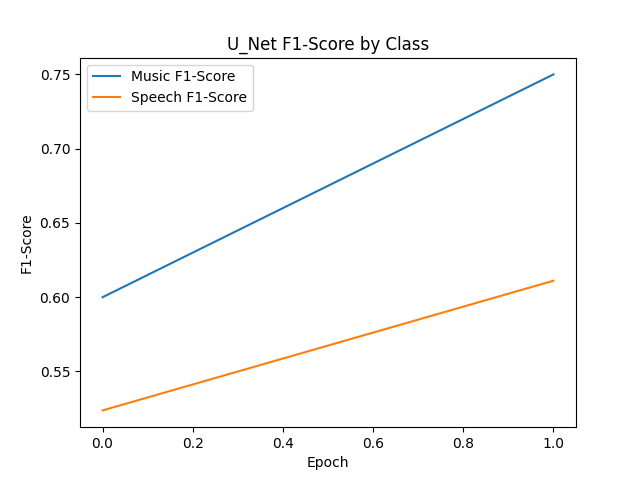 U_Net F1-Score by Class
Music F1-Score
Speech F1-Score
F1-Score
0.75
0.70
0.65
0.60
0.55
0.0 0.2 0.4 0.6 0.8 1.0
Epoch